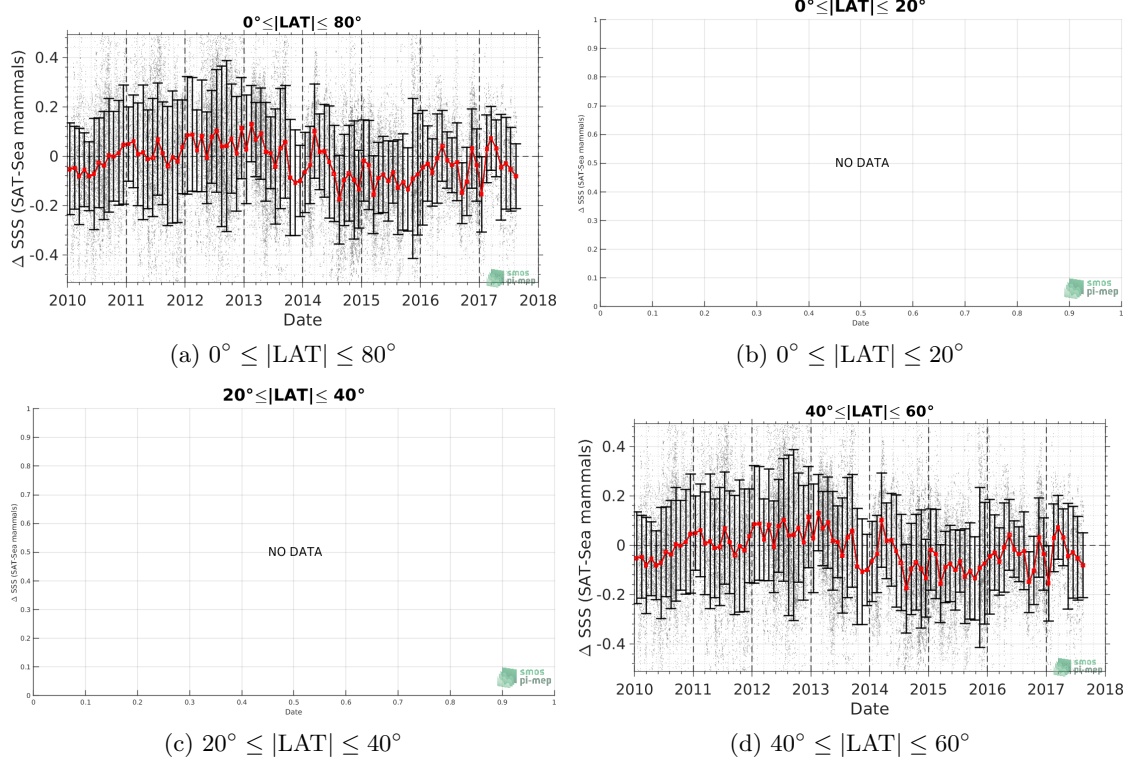 0°≤|LAT|≤ 80°
Δ SSS (SAT-Sea mammals)
0.4
0.2
0
-0.2
-0.4
2010 2011 2012 2013 2014 2015 2016 2017 2018
Date
smos
pi-mep
(a) 0° ≤ |LAT| ≤ 80°
0°≤|LAT|≤ 20°
Δ SSS (SAT-Sea mammals)
1
0.9
0.8
0.7
0.6
0.5
0.4
0.3
0.2
0.1
0
NO DATA
0 0.1 0.2 0.3 0.4 0.5 0.6 0.7 0.8 0.9 1
Date
smos
pi-mep
(b) 0° ≤ |LAT| ≤ 20°
20°≤|LAT|≤ 40°
Δ SSS (SAT-Sea mammals)
1
0.9
0.8
0.7
0.6
0.5
0.4
0.3
0.2
0.1
0
NO DATA
0 0.1 0.2 0.3 0.4 0.5 0.6 0.7 0.8 0.9 1
Date
smos
pi-mep
(c) 20° ≤ |LAT| ≤ 40°
40°≤|LAT|≤ 60°
Δ SSS (SAT-Sea mammals)
0.4
0.2
0
-0.2
-0.4
2010 2011 2012 2013 2014 2015 2016 2017 2018
Date
smos
pi-mep
(d) 40° ≤ |LAT| ≤ 60°